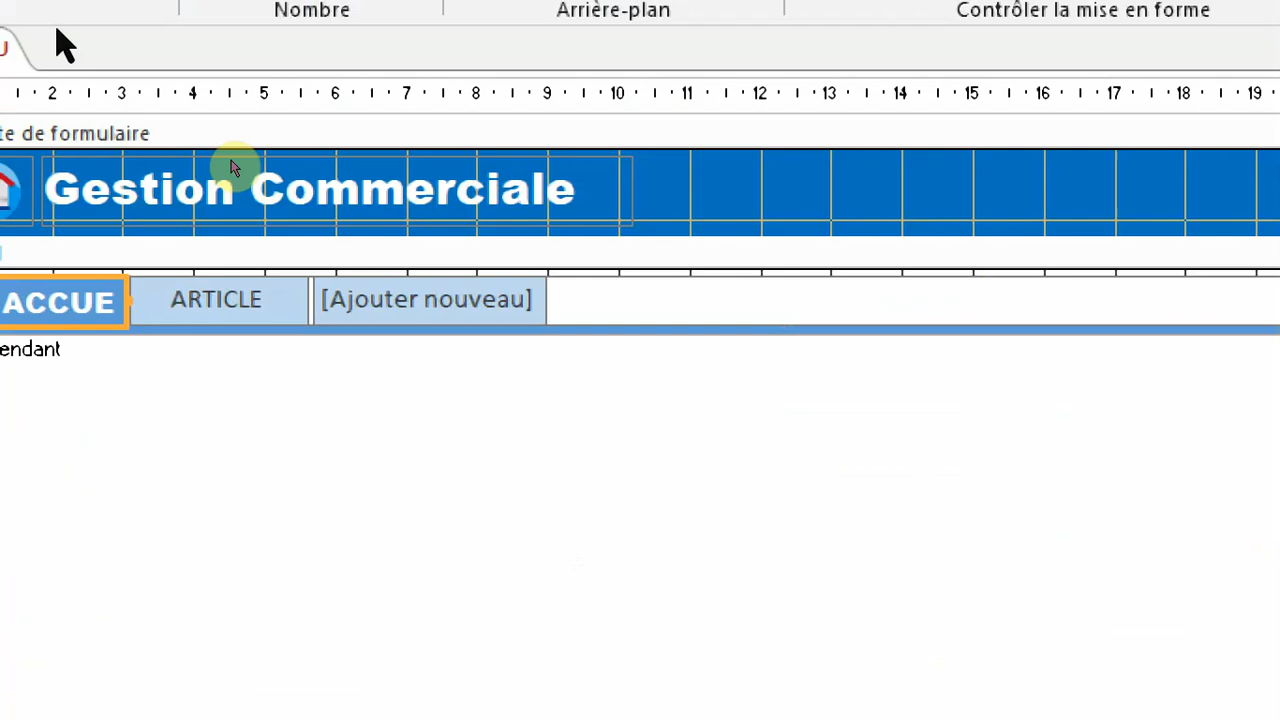 Nombre Arrière-plan Contrôler la mise en forme
U
2 3 4 5 6 7 8 9 10 11 12 13 14 15 16 17 18 19
te de formulaire
Gestion Commerciale
ACCUE ARTICLE [Ajouter nouveau]
endant